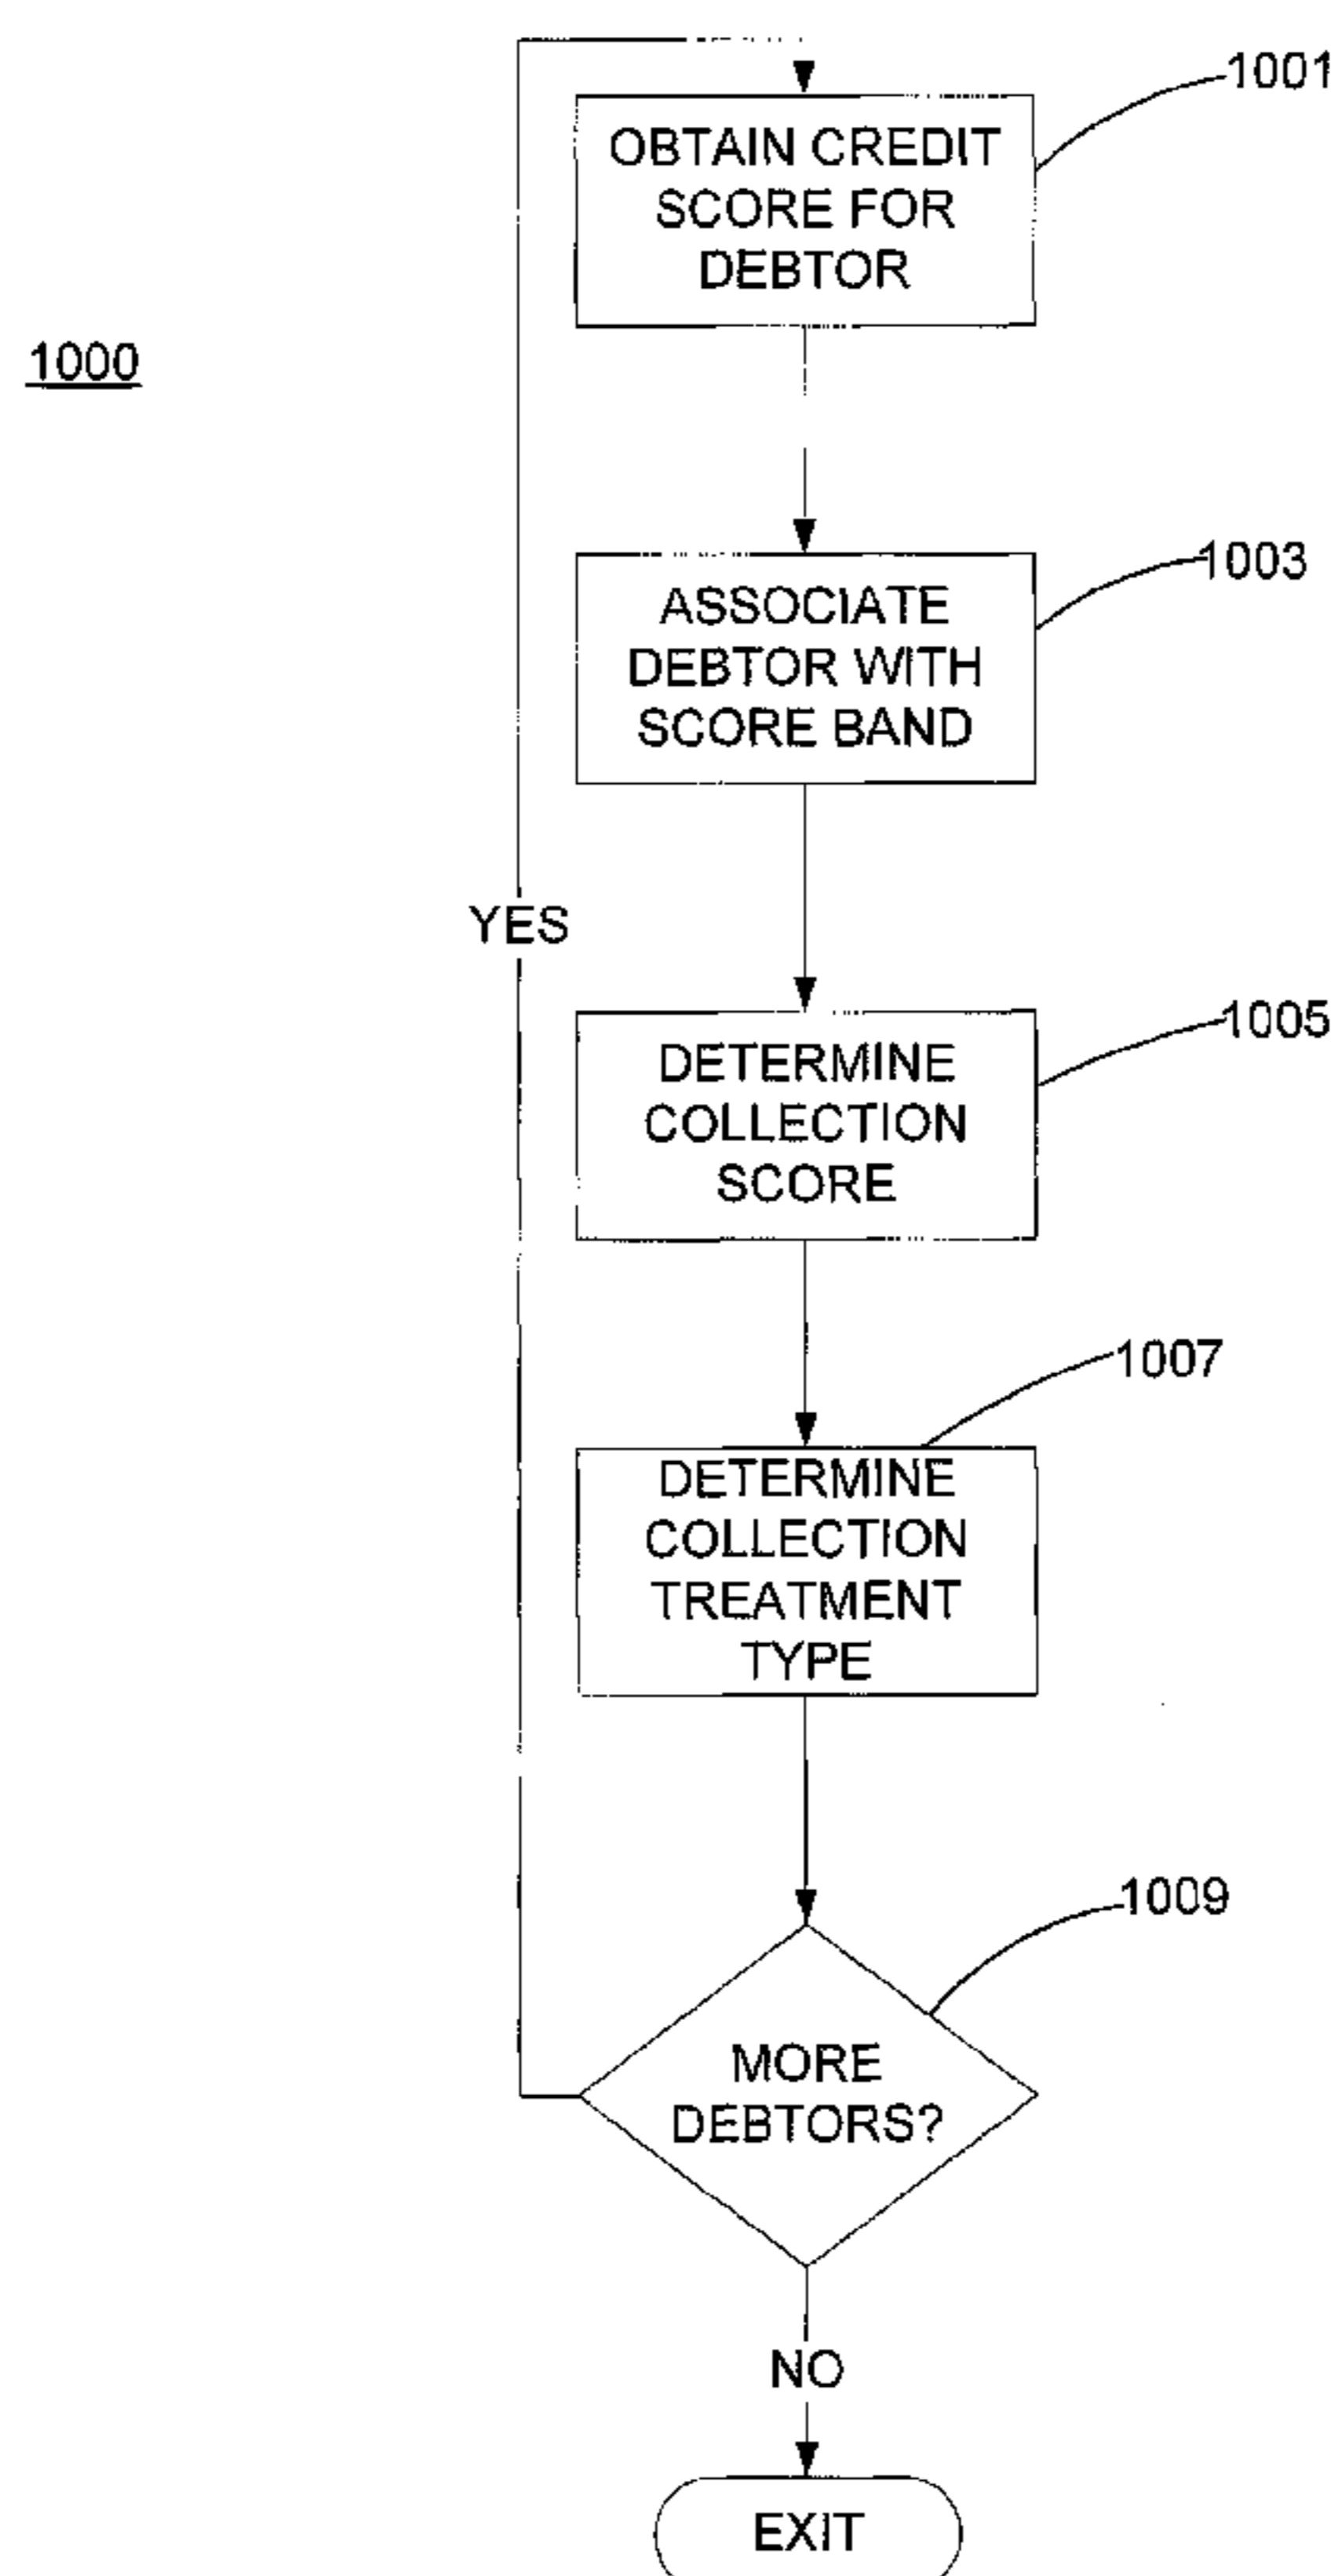 1001
OBTAIN CREDIT
SCORE FOR
DEBTOR
1000
1003
ASSOCIATE
DEBTOR WITH
SCORE BAND
YES
1005
DETERMINE
COLLECTION
SCORE
1007
DETERMINE
COLLECTION
TREATMENT
TYPE
1009
MORE
DEBTORS?
NO
EXIT